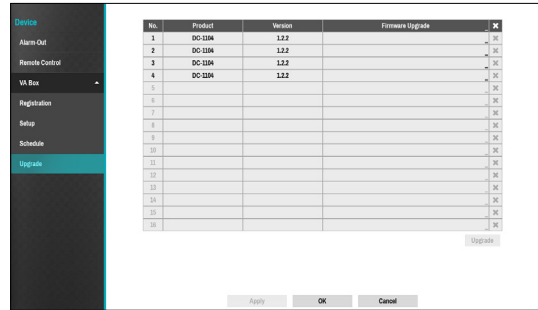 Device
Alarm-Out
Remote Control
VA Box
Registration
Setup
Schedule
Upgrade
No. Product Version Firmware Upgrade
1 DC-1104 1.2.2
2 DC-1104 1.2.2
3 DC-1104 1.2.2
4 DC-1104 1.2.2
5
6
7
8
9
10
11
12
13
14
15
16
Upgrade
Apply OK Cancel